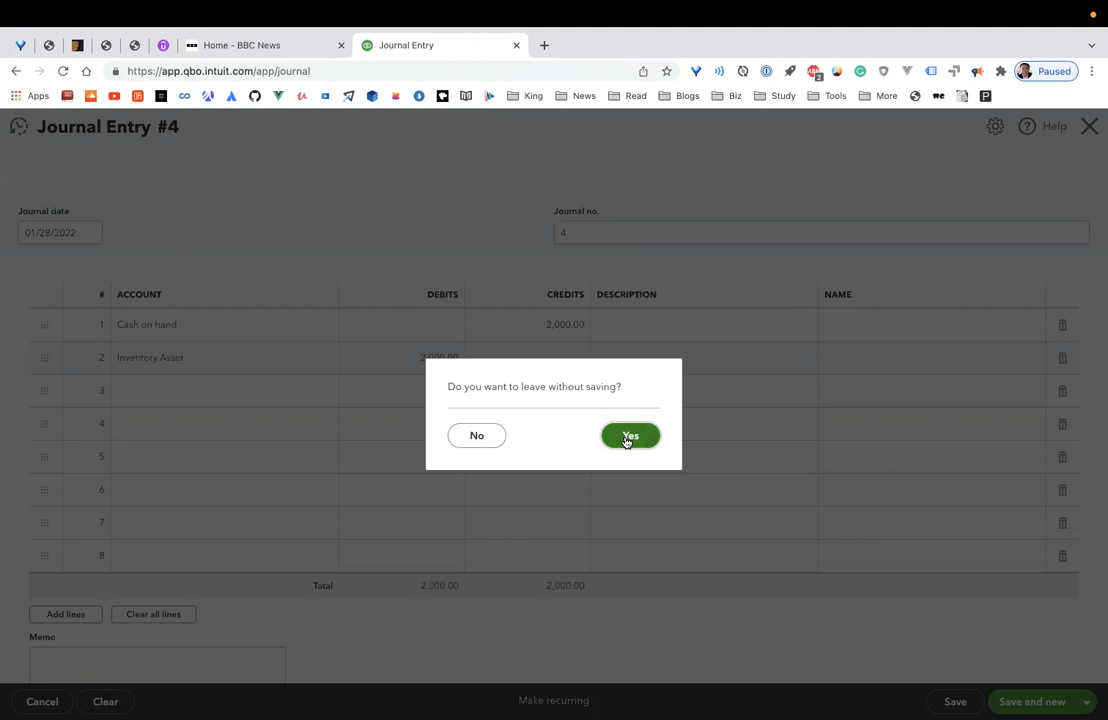 Home – BBC News
Journal Entry
https://app.qbo.intuit.com/app/journal
2
Paused
Apps
King
News
Read
Blogs
Biz
Study
Tools
More
Journal Entry #4
Help
Journal date
Journal no.
01/28/2022
4
# ACCOUNT DEBITS CREDITS DESCRIPTION NAME
1 Cash on hand 2,000.00
2 Inventory Asset 2,000.00
3
4
5
6
7
8
Do you want to leave without saving?
No
Yes
Total 2,000.00 2,000.00
Add lines
Clear all lines
Memo
Cancel
Clear
Make recurring
Save
Save and new